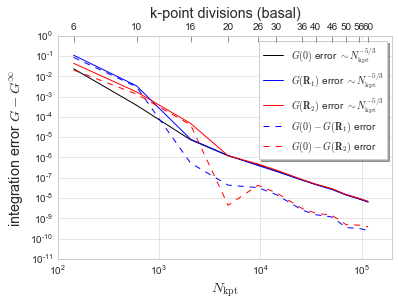 k-point divisions (basal)
6 10 16 20 26 30 36 40 46 50 56 60
10^0
10^-1
10^-2
10^-3
10^-4
10^-5
10^-6
10^-7
10^-8
10^-9
10^-10
10^-11
integration error G − G^∞
G(0) error ∼ N_kpt^{-5/3}
G(R_1) error ∼ N_kpt^{-5/3}
G(R_2) error ∼ N_kpt^{-5/3}
G(0) − G(R_1) error
G(0) − G(R_2) error
10^2 10^3 10^4 10^5
N_kpt